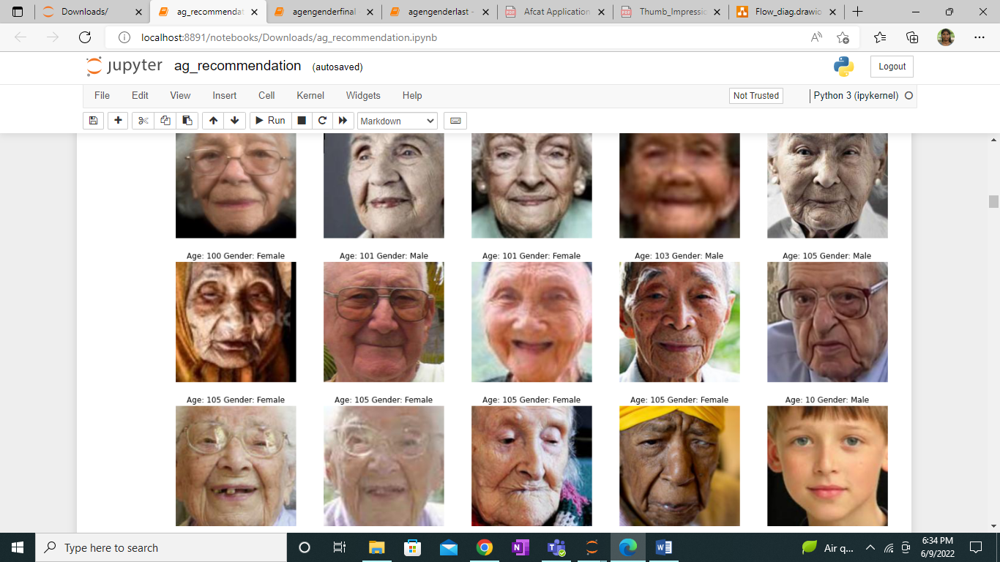 Downloads/
ag_recommendat
agengenderfinal -
agengenderlast -
Afcat Application
Thumb_Impressic
Flow_diag.drawio
localhost:8891/notebooks/Downloads/ag_recommendation.ipynb
jupyter ag_recommendation (autosaved)
Logout
File Edit View Insert Cell Kernel Widgets Help
Not Trusted
Python 3 (ipykernel)
Run
Markdown
Age: 100 Gender: Female
Age: 101 Gender: Male
Age: 101 Gender: Female
Age: 103 Gender: Male
Age: 105 Gender: Male
Age: 105 Gender: Female
Age: 105 Gender: Female
Age: 105 Gender: Female
Age: 105 Gender: Female
Age: 10 Gender: Male
Type here to search
Air q...
6:34 PM
6/9/2022